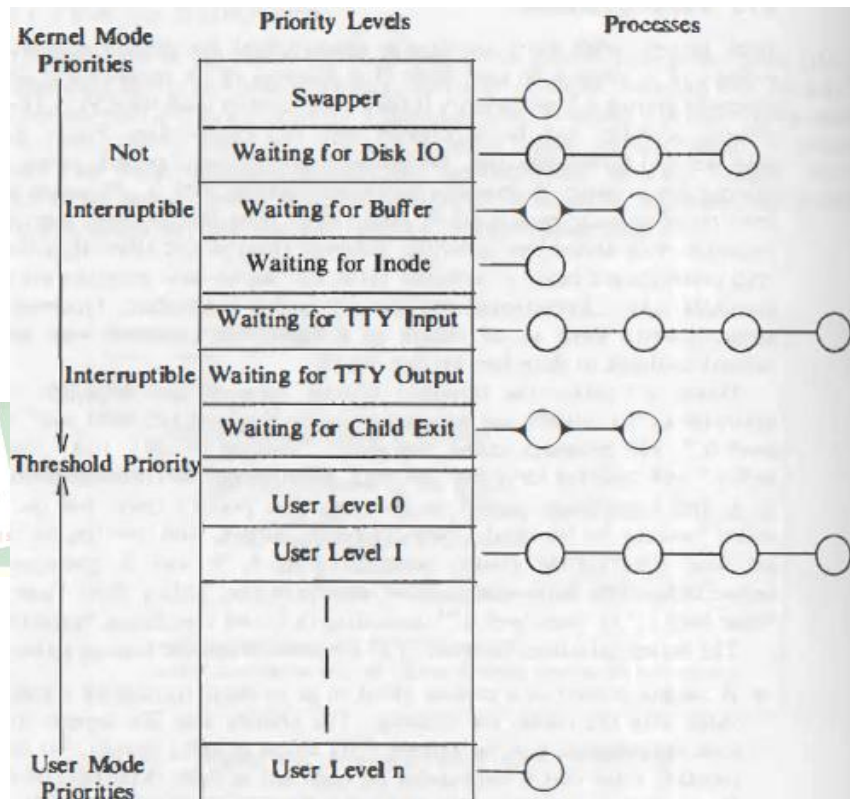 Kernel Mode
Priorities
Priority Levels
Processes
Swapper
Not
Waiting for Disk IO
Interruptible
Waiting for Buffer
Waiting for Inode
Waiting for TTY Input
Interruptible
Waiting for TTY Output
Waiting for Child Exit
Threshold Priority
User Level 0
User Level 1
User Level n
User Mode
Priorities